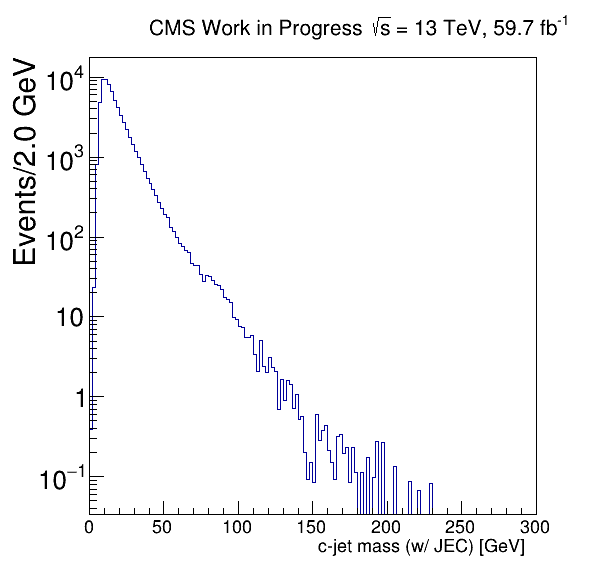 CMS Work in Progress √s = 13 TeV, 59.7 fb⁻¹
Events/2.0 GeV
10⁴
10³
10²
10
1
10⁻¹
0 50 100 150 200 250 300
c-jet mass (w/ JEC) [GeV]